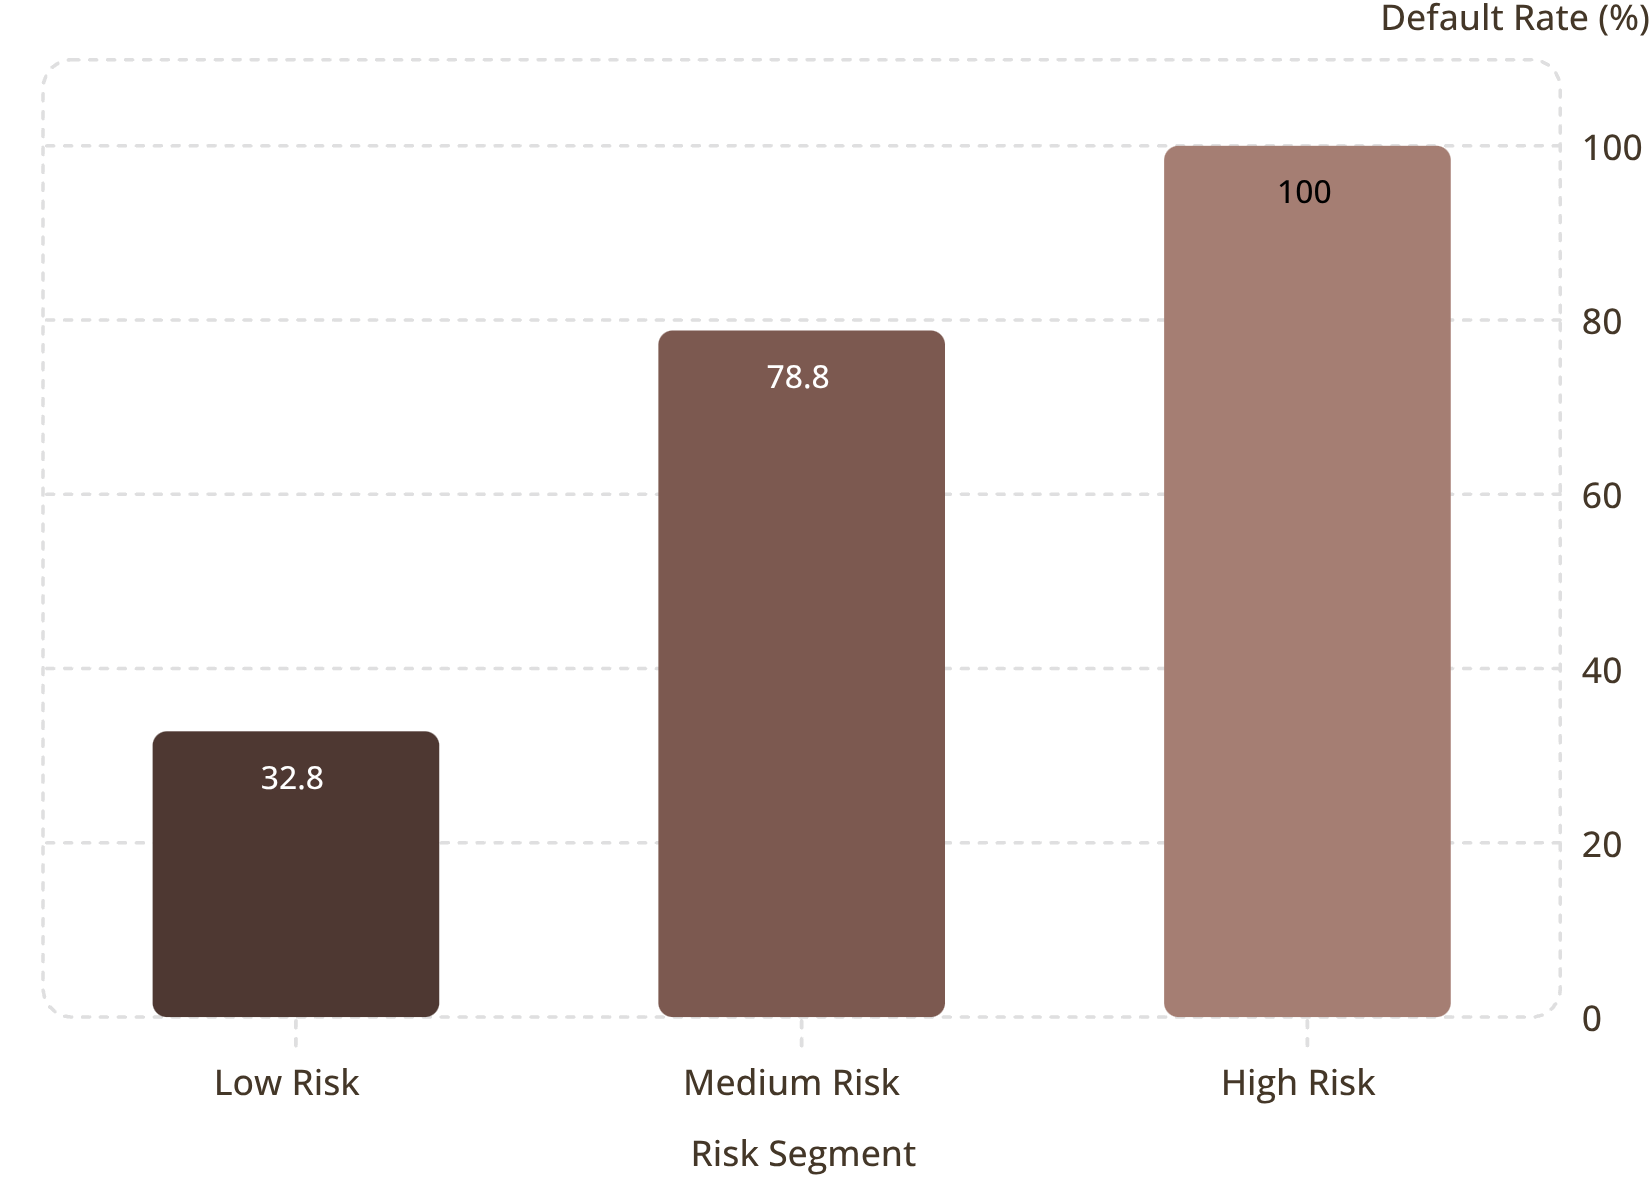 Default Rate (%)
100
100
80
78.8
60
40
32.8
20
0
Low Risk
Medium Risk
High Risk
Risk Segment